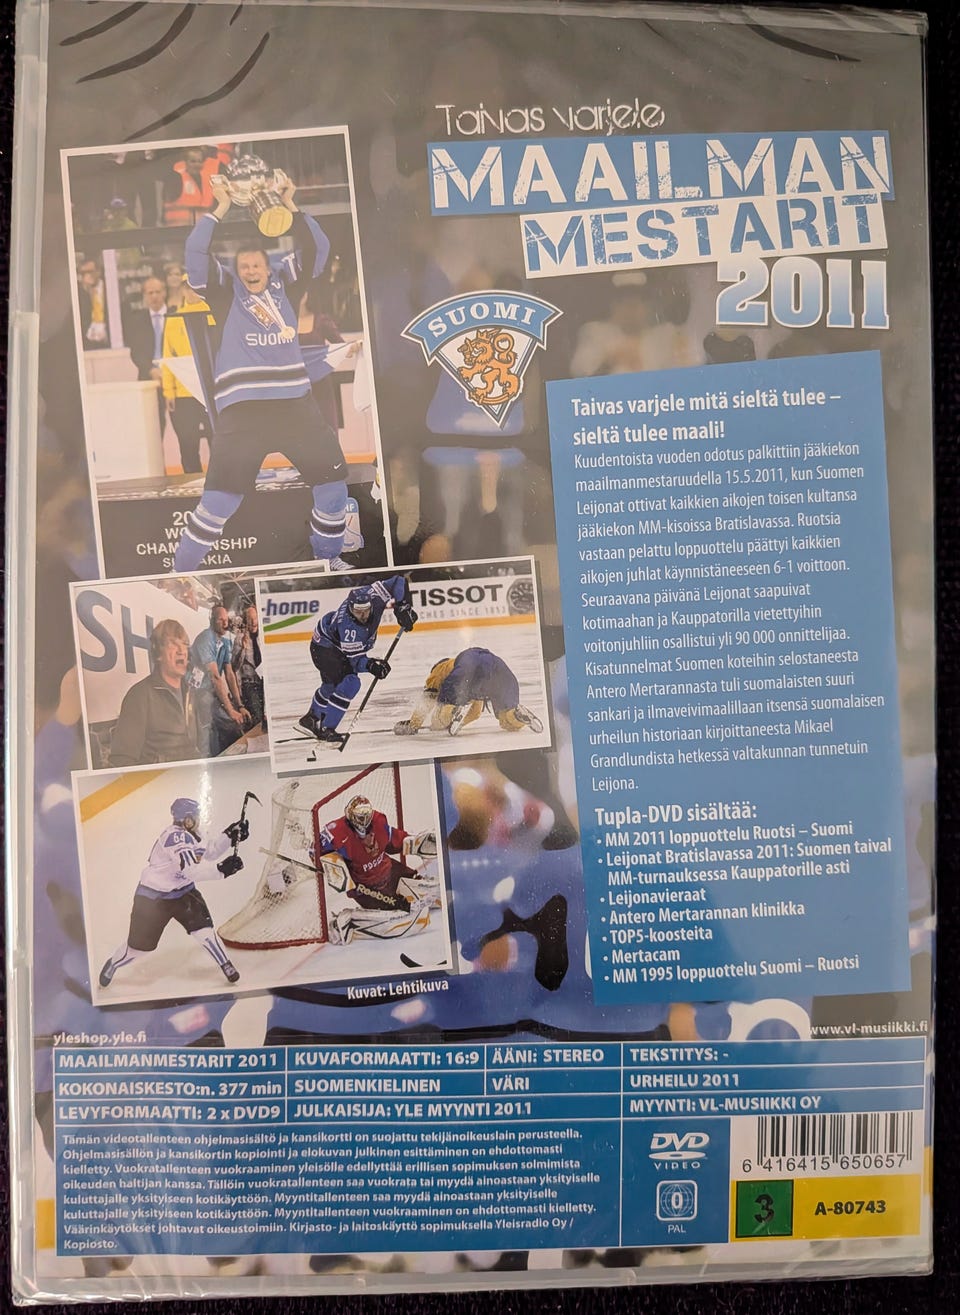 Taivas varjele
MAAILMAN
MESTARIT
2011
SUOMI
SUOMI
20
WO
CHAMPIONSHIP
SL AKIA
SH
home
TISSOT
SINCE 1853
29
64
РОССИЯ
Reebok
Kuvat: Lehtikuva
Taivas varjele mitä sieltä tulee –
sieltä tulee maali!
Kuudentoista vuoden odotus palkittiin jääkiekon
maailmanmestaruudella 15.5.2011, kun Suomen
Leijonat ottivat kaikkien aikojen toisen kultansa
jääkiekon MM-kisoissa Bratislavassa. Ruotsia
vastaan pelattu loppuottelu päättyi kaikkien
aikojen juhlat käynnistäneeseen 6-1 voittoon.
Seuraavana päivänä Leijonat saapuivat
kotimaahan ja Kauppatorilla vietettyihin
voitonjuhliin osallistui yli 90 000 onnittelijaa.
Kisatunnelmat Suomen koteihin selostaneesta
Antero Mertarannasta tuli suomalaisten suuri
sankari ja ilmaveivimaalillaan itsensä suomalaisen
urheilun historiaan kirjoittaneesta Mikael
Grandlundista hetkessä valtakunnan tunnetuin
Leijona.
Tupla-DVD sisältää:
• MM 2011 loppuottelu Ruotsi – Suomi
• Leijonat Bratislavassa 2011: Suomen taival
MM-turnauksessa Kauppatorille asti
• Leijonavieraat
• Antero Mertarannan klinikka
• TOP5-koosteita
• Mertacam
• MM 1995 loppuottelu Suomi – Ruotsi
yleshop.yle.fi
www.vl-musiikki.fi
MAAILMANMESTARIT 2011
KUVAFORMAATTI: 16:9
ÄÄNI: STEREO
TEKSTITYS: -
KOKONAISKESTO:n. 377 min
SUOMENKIELINEN
VÄRI
URHEILU 2011
LEVYFORMAATTI: 2 x DVD9
JULKAISIJA: YLE MYYNTI 2011
MYYNTI: VL-MUSIIKKI OY
Tämän videotallenteen ohjelmasisältö ja kansikortti on suojattu tekijänoikeuslain perusteella.
Ohjelmasisällön ja kansikortin kopiointi ja elokuvan julkinen esittäminen on ehdottomasti
kielletty. Vuokratallenteen vuokraaminen yleisölle edellyttää erillisen sopimuksen solmimista
oikeuden haltijan kanssa. Tällöin vuokratallenteen saa vuokrata tai myydä ainoastaan yksityiselle
kuluttajalle yksityiseen kotikäyttöön. Myyntitallenteen saa myydä ainoastaan yksityiselle
kuluttajalle yksityiseen kotikäyttöön. Myyntitallenteen vuokraaminen on ehdottomasti kielletty.
Väärinkäytökset johtavat oikeustoimiin. Kirjasto- ja laitoskäyttö sopimuksella Yleisradio Oy /
Kopiosto.
DVD
VIDEO
0
PAL
6 416415 650657
3
A-80743